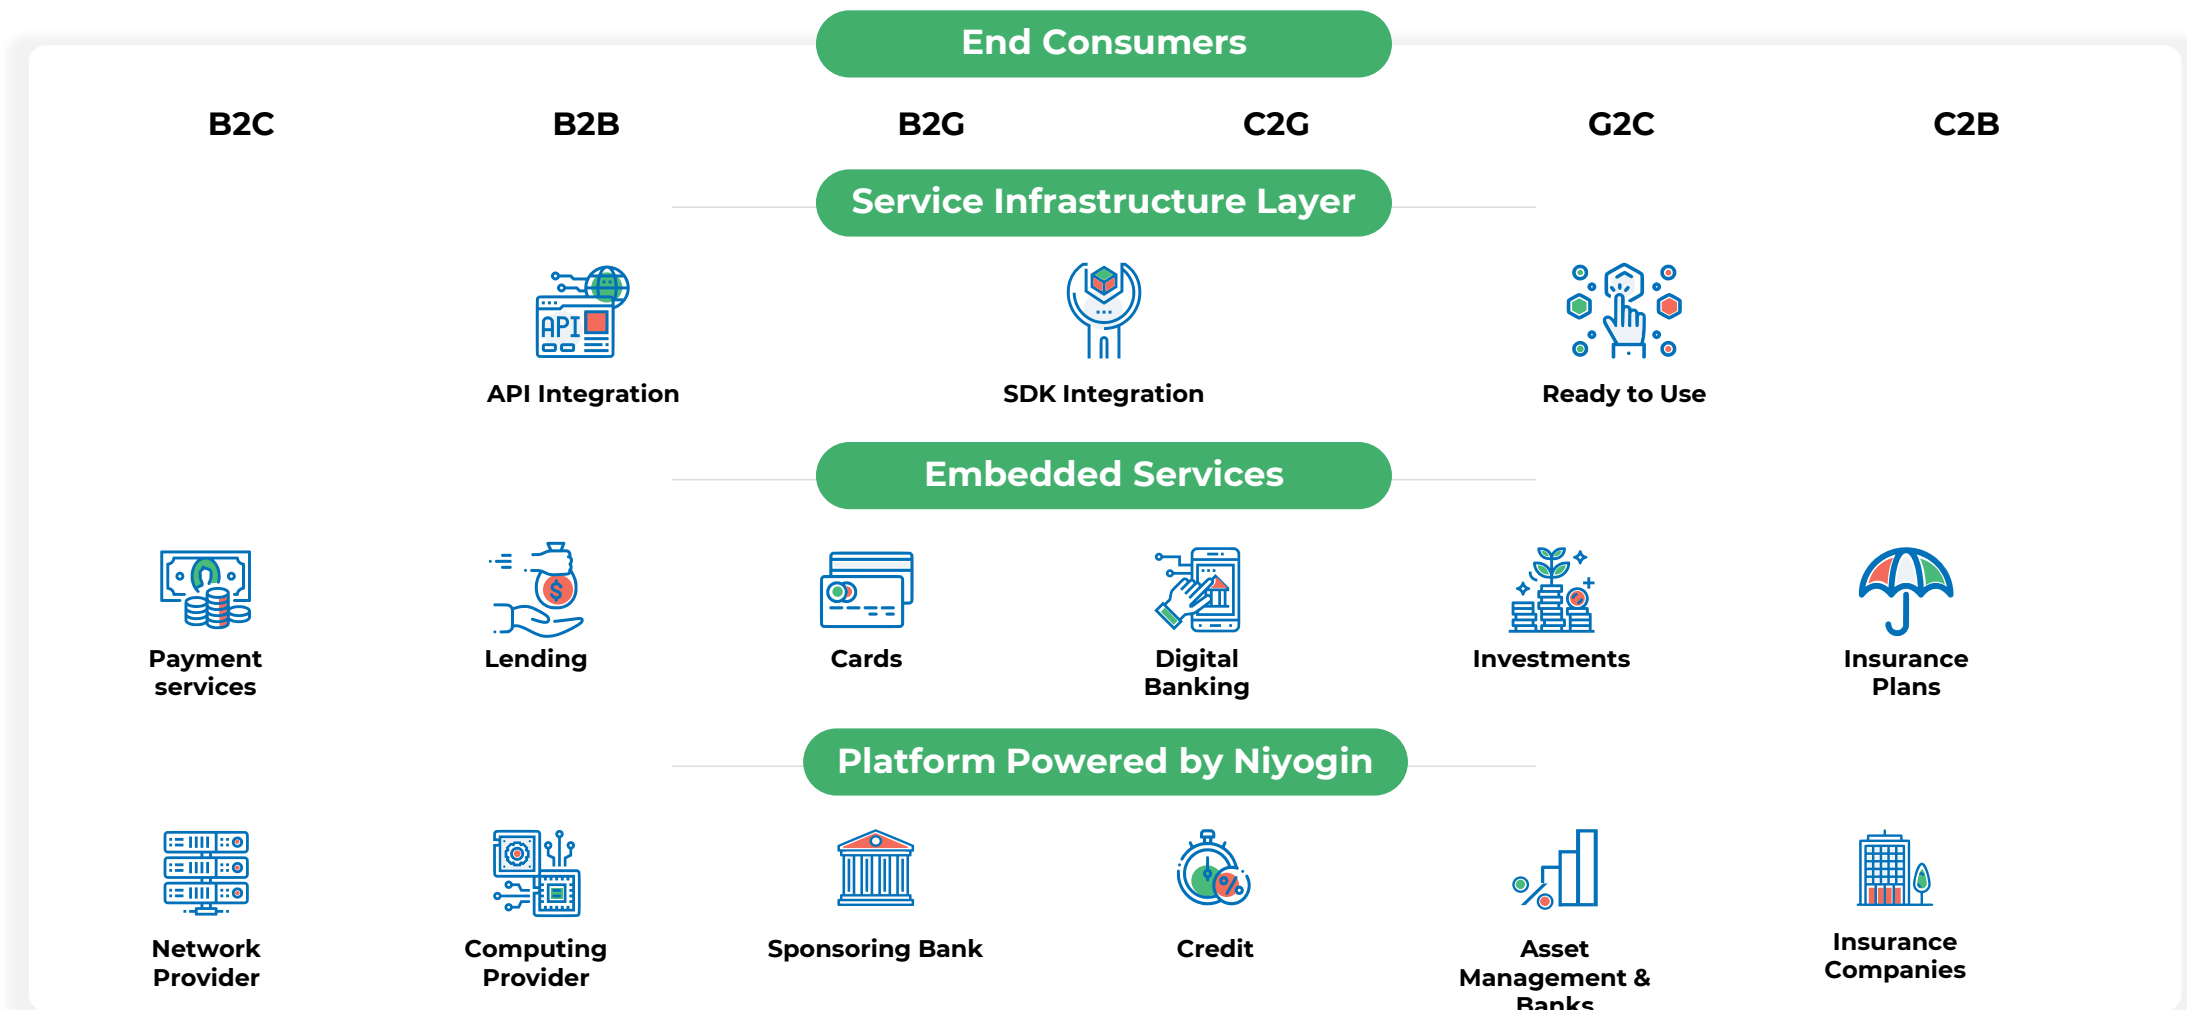 End Consumers
B2C B2B B2G C2G G2C C2B
Service Infrastructure Layer
API
API Integration
SDK Integration
Ready to Use
Embedded Services
Payment
services
Lending
Cards
Digital
Banking
Investments
Insurance
Plans
Platform Powered by Niyogin
Network
Provider
Computing
Provider
Sponsoring Bank
Credit
Asset
Management &
Banks
Insurance
Companies